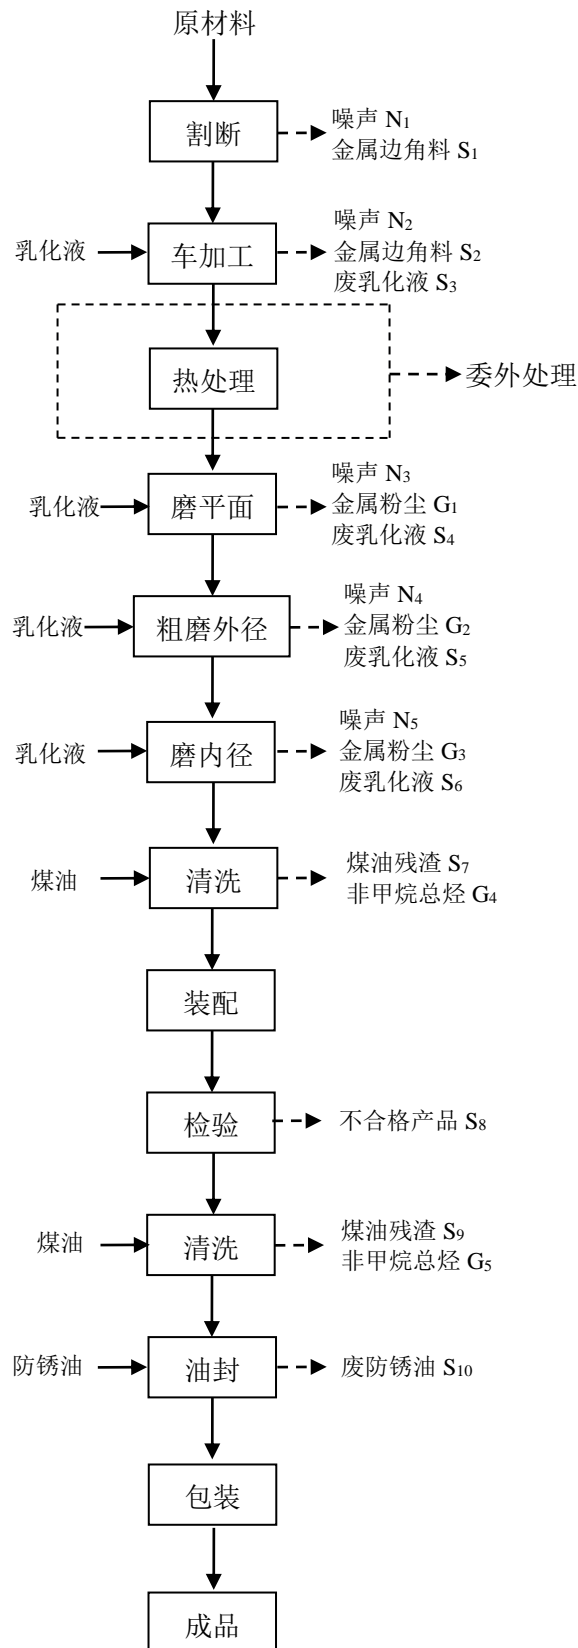 原材料
割断
噪声 N₁
金属边角料 S₁
乳化液
车加工
噪声 N₂
金属边角料 S₂
废乳化液 S₃
热处理
委外处理
乳化液
磨平面
噪声 N₃
金属粉尘 G₁
废乳化液 S₄
乳化液
粗磨外径
噪声 N₄
金属粉尘 G₂
废乳化液 S₅
乳化液
磨内径
噪声 N₅
金属粉尘 G₃
废乳化液 S₆
煤油
清洗
煤油残渣 S₇
非甲烷总烃 G₄
装配
检验
不合格产品 S₈
煤油
清洗
煤油残渣 S₉
非甲烷总烃 G₅
防锈油
油封
废防锈油 S₁₀
包装
成品